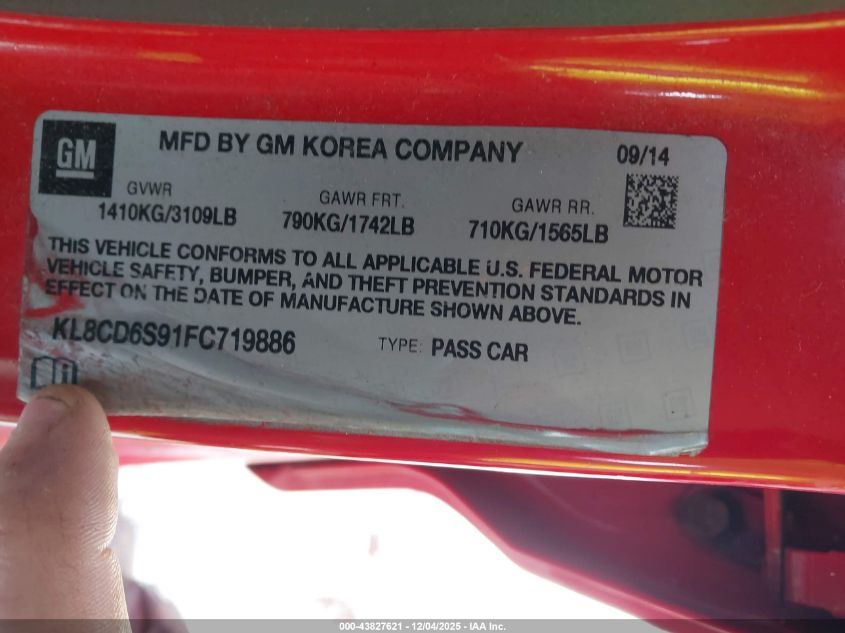 GM
MFD BY GM KOREA COMPANY 09/14
GVWR GAWR FRT. GAWR RR.
1410KG/3109LB 790KG/1742LB 710KG/1565LB
THIS VEHICLE CONFORMS TO ALL APPLICABLE U.S. FEDERAL MOTOR
VEHICLE SAFETY, BUMPER, AND THEFT PREVENTION STANDARDS IN
EFFECT ON THE DATE OF MANUFACTURE SHOWN ABOVE.
KL8CD6S91FC719886 TYPE: PASS CAR
000-43827621 - 12/04/2025 - IAA Inc.